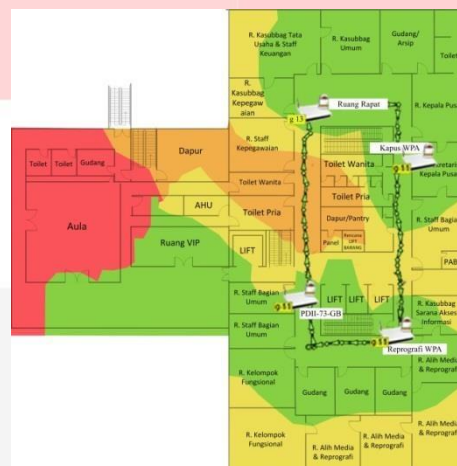 R. Kasubbag Tata
Usaha & Staff
Keuangan
R. Kasubbag
Umum
Gudang/
Arsip
Toilet
R.
Kasubbag
Kepegaw
aian
g 13
Ruang Rapat
R. Kepala Pusa
R. Staff
Kepegawaian
Toilet Wanita
Kapus WPA
Kepala Pusa
Dapur
Toilet
Toilet
Gudang
Toilet Wanita
Toilet Pria
AHU
Toilet Pria
Dapur/Pantry
R. Staff Bagian
Umum
Aula
Ruang VIP
LIFT
Panel
PAB
R. Staff Bagian
Umum
PDII-73-GB
LIFT
LIFT
LIFT
R. Kasubbag
Sarana Akses
Informasi
R. Staff Bagian
Umum
Reprografi WPA
R. Kelompok
Fungsional
Gudang
Gudang
Gudang
R. Alih Media
& Reprografi
R. Kelompok
Fungsional
R. Alih Media
& Reprografi
R. Alih Media
& Reprografi
R. Alih Media
& Reprografi